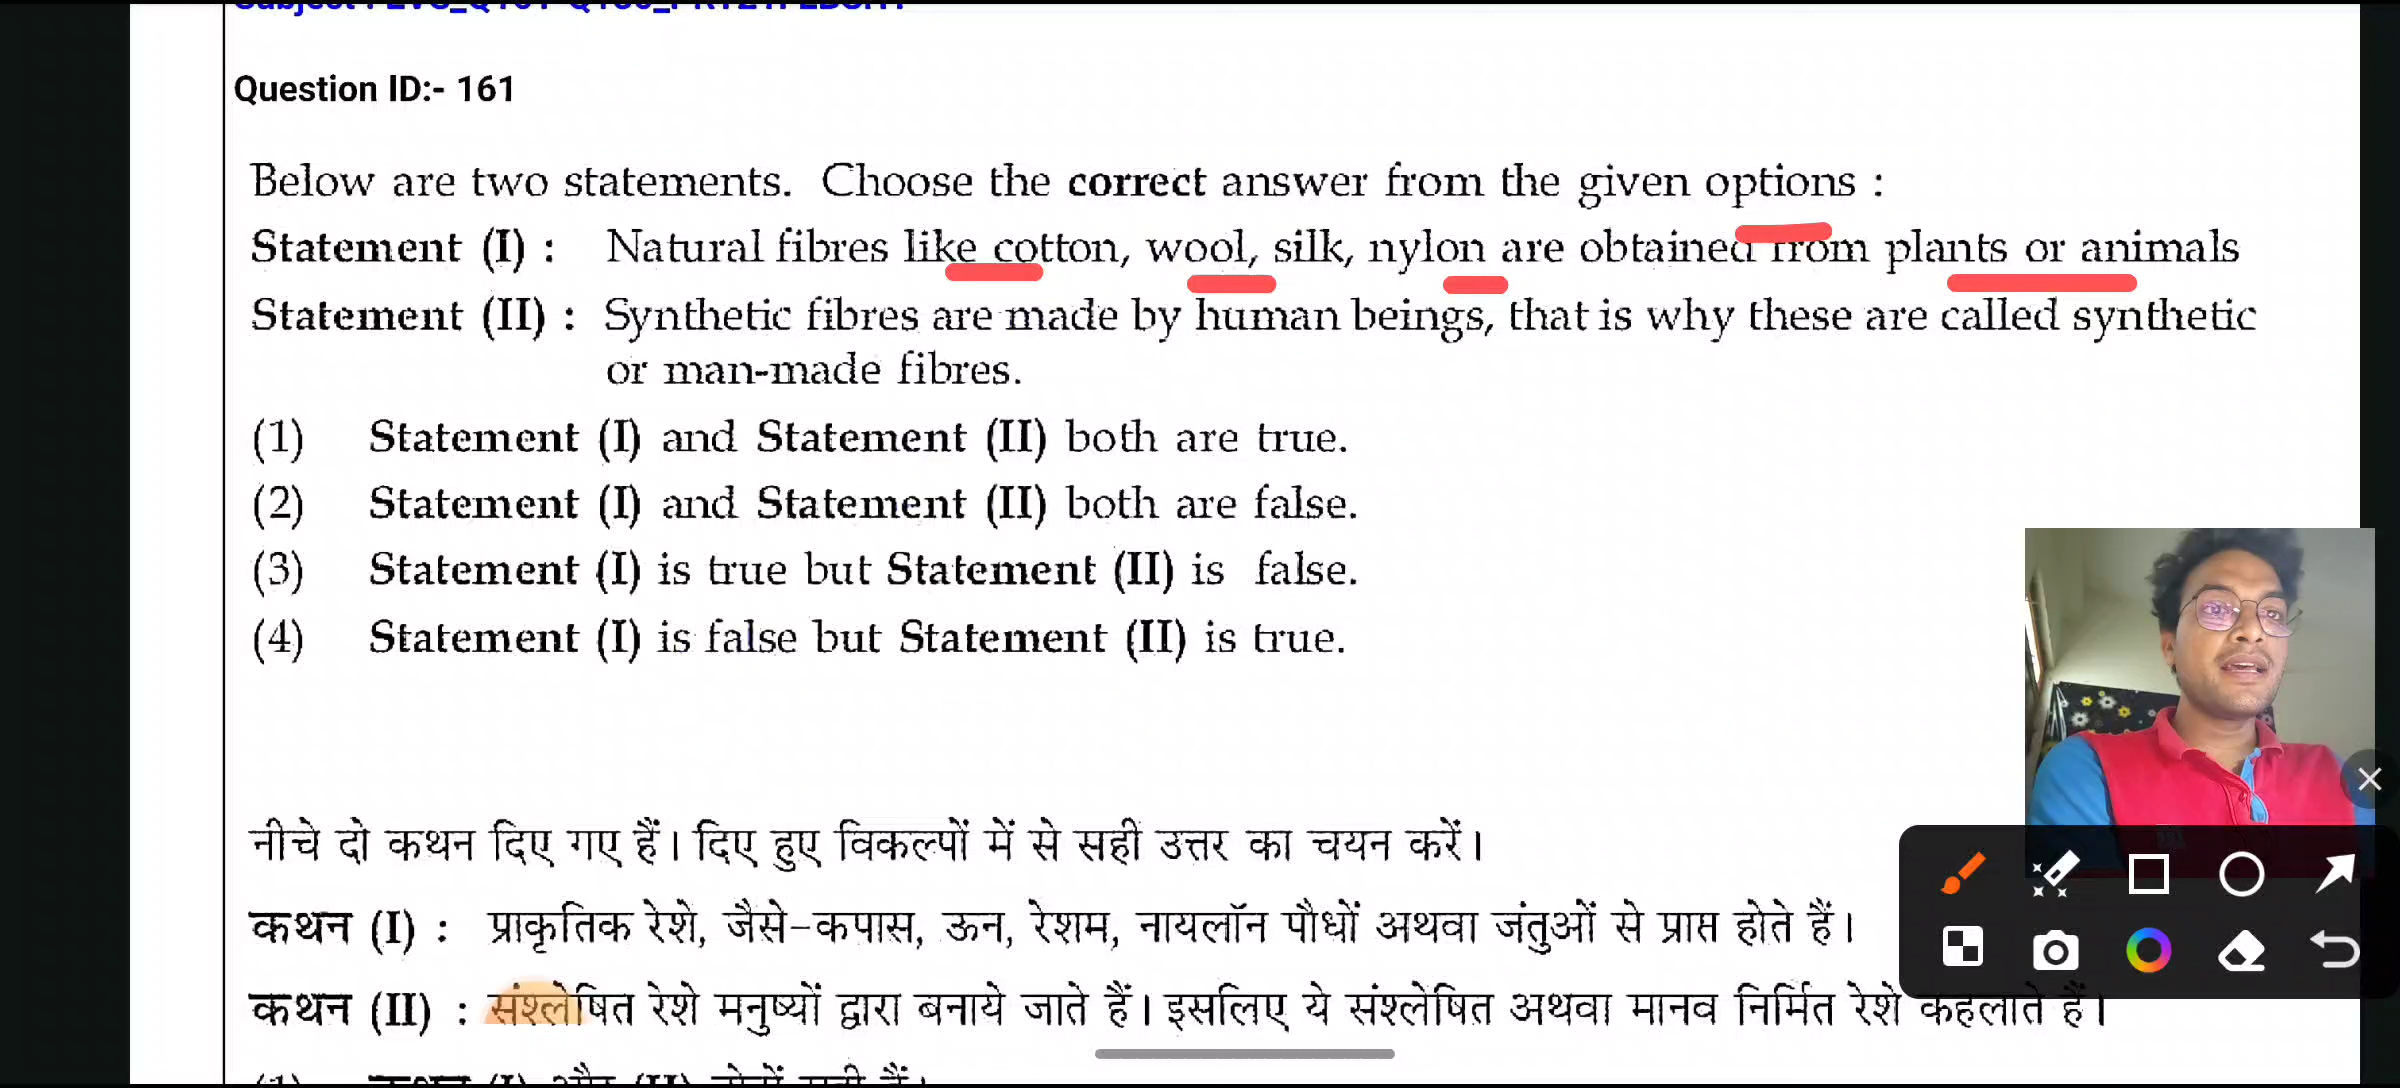 Question ID:- 161
Below are two statements. Choose the correct answer from the given options :
Statement (I) : Natural fibres like cotton, wool, silk, nylon are obtained from plants or animals
Statement (II) : Synthetic fibres are made by human beings, that is why these are called synthetic
or man-made fibres.
(1) Statement (I) and Statement (II) both are true.
(2) Statement (I) and Statement (II) both are false.
(3) Statement (I) is true but Statement (II) is false.
(4) Statement (I) is false but Statement (II) is true.
नीचे दो कथन दिए गए हैं। दिए हुए विकल्पों में से सही उत्तर का चयन करें।
कथन (I) : प्राकृतिक रेशे, जैसे-कपास, ऊन, रेशम, नायलॉन पौधों अथवा जंतुओं से प्राप्त होते हैं।
कथन (II) : संश्लेषित रेशे मनुष्यों द्वारा बनाये जाते हैं। इसलिए ये संश्लेषित अथवा मानव निर्मित रेशे कहलाते हैं।